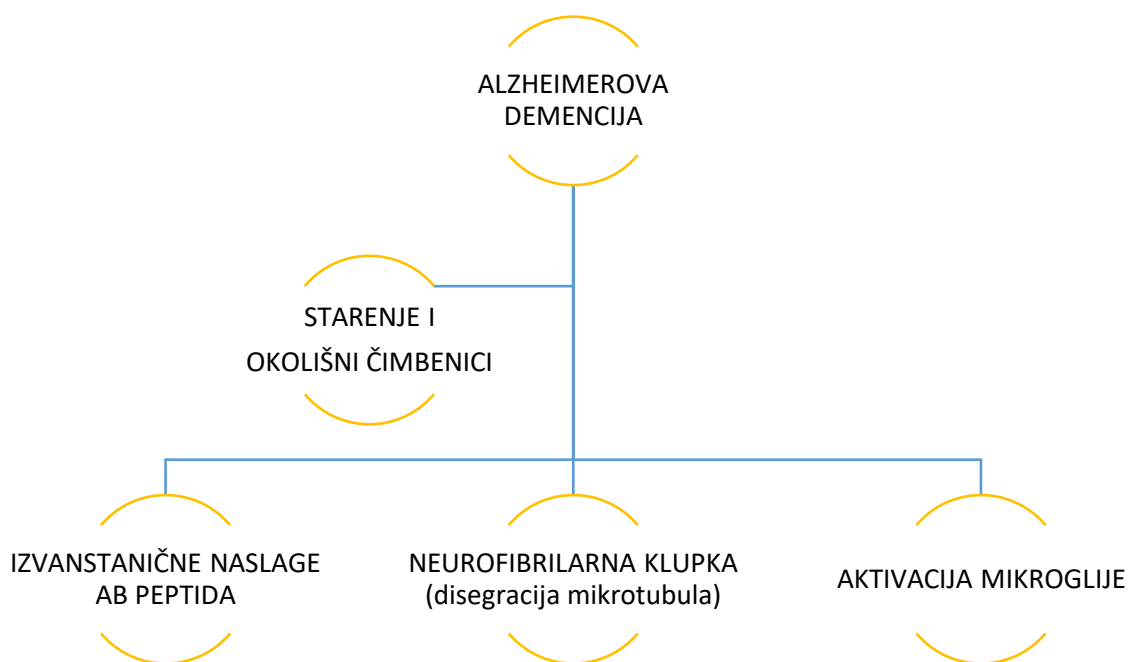 ALZHEIMEROVA
DEMENCIJA
STARENJE I
OKOLIŠNI ČIMBENICI
IZVANSTANIČNE NASLAGE
AB PEPTIDA
NEUROFIBRILARNA KLUPKA
(disegracija mikrotubula)
AKTIVACIJA MIKROGLIJE